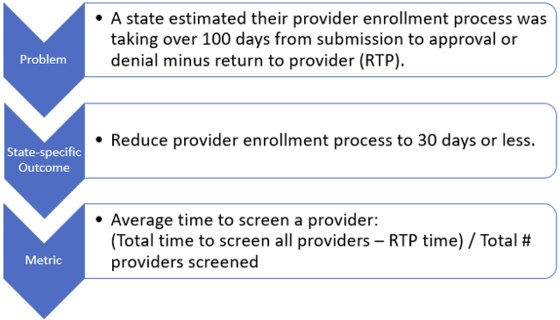 Problem
• A state estimated their provider enrollment process was
taking over 100 days from submission to approval or
denial minus return to provider (RTP).
State-specific
Outcome
• Reduce provider enrollment process to 30 days or less.
Metric
• Average time to screen a provider:
(Total time to screen all providers – RTP time) / Total #
providers screened